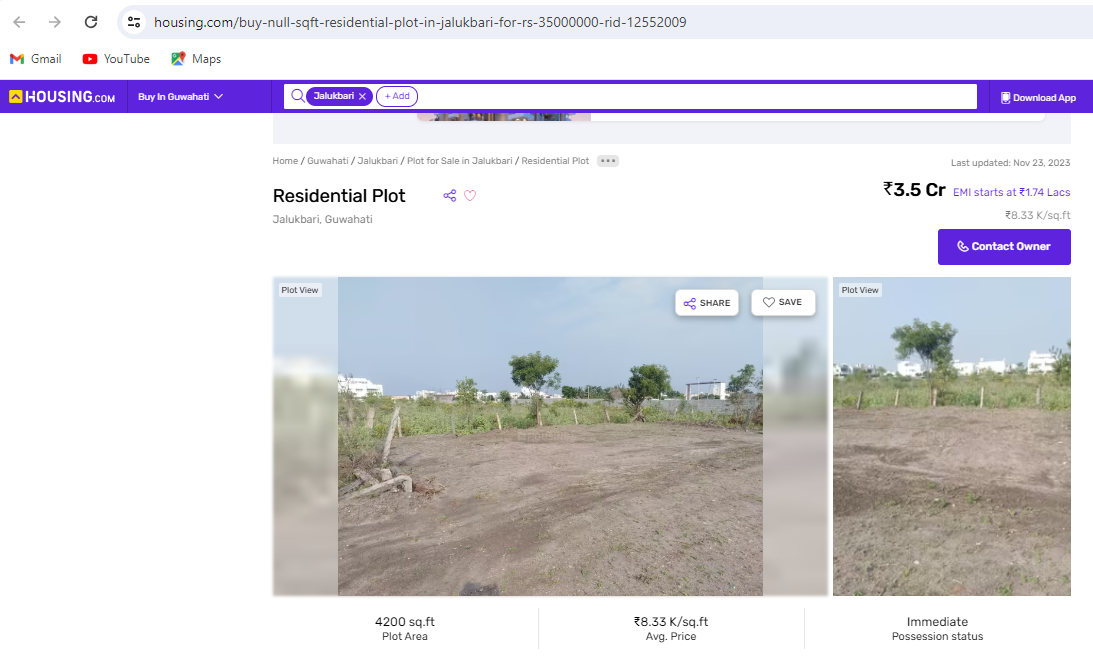 housing.com/buy-null-sqft-residential-plot-in-jalukbari-for-rs-35000000-rid-12552009
Gmail YouTube Maps
HOUSING.COM Buy In Guwahati Jalukbari + Add Download App
Home / Guwahati / Jalukbari / Plot for Sale in Jalukbari / Residential Plot
Last updated: Nov 23, 2023
Residential Plot
₹3.5 Cr EMI starts at ₹1.74 Lacs
Jalukbari, Guwahati
₹8.33 K/sq.ft
Contact Owner
Plot View
SHARE
SAVE
Plot View
4200 sq.ft
Plot Area
₹8.33 K/sq.ft
Avg. Price
Immediate
Possession status